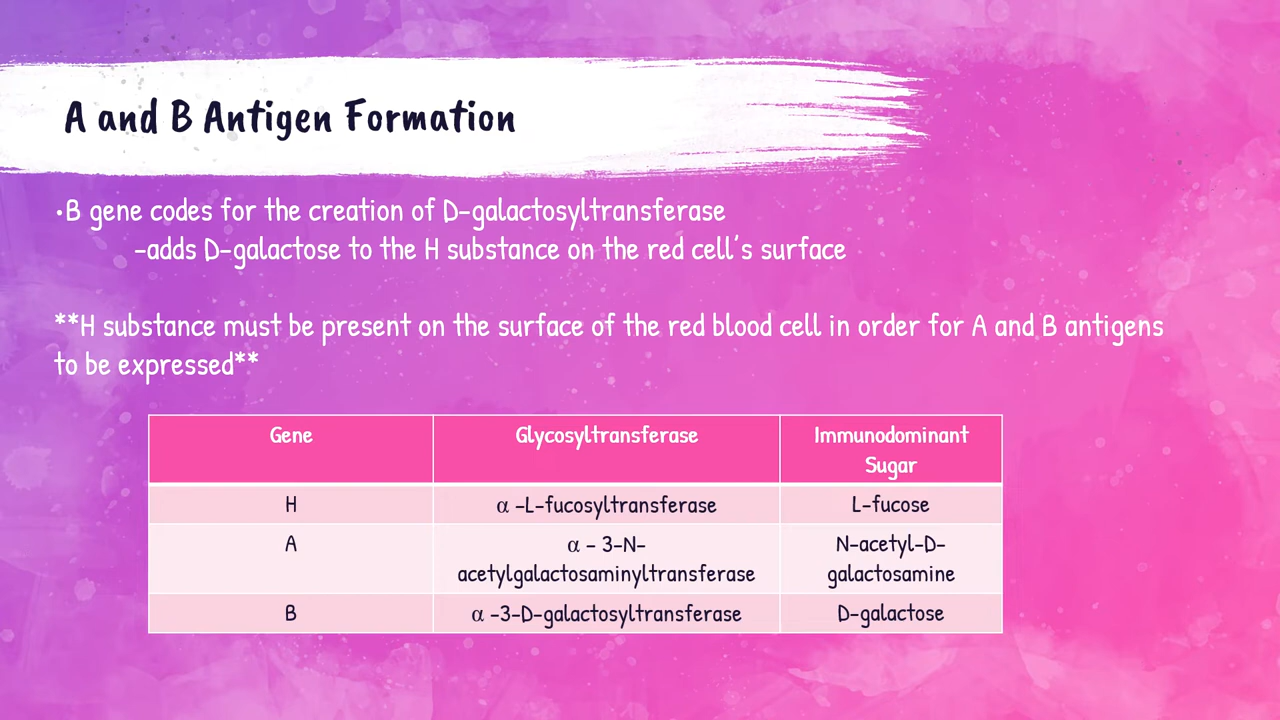 A and B Antigen Formation
•B gene codes for the creation of D-galactosyltransferase
-adds D-galactose to the H substance on the red cell's surface
**H substance must be present on the surface of the red blood cell in order for A and B antigens
to be expressed**
Gene Glycosyltransferase Immunodominant
Sugar
H α -L-fucosyltransferase L-fucose
A α - 3-N- N-acetyl-D-
acetylgalactosaminyltransferase galactosamine
B α -3-D-galactosyltransferase D-galactose